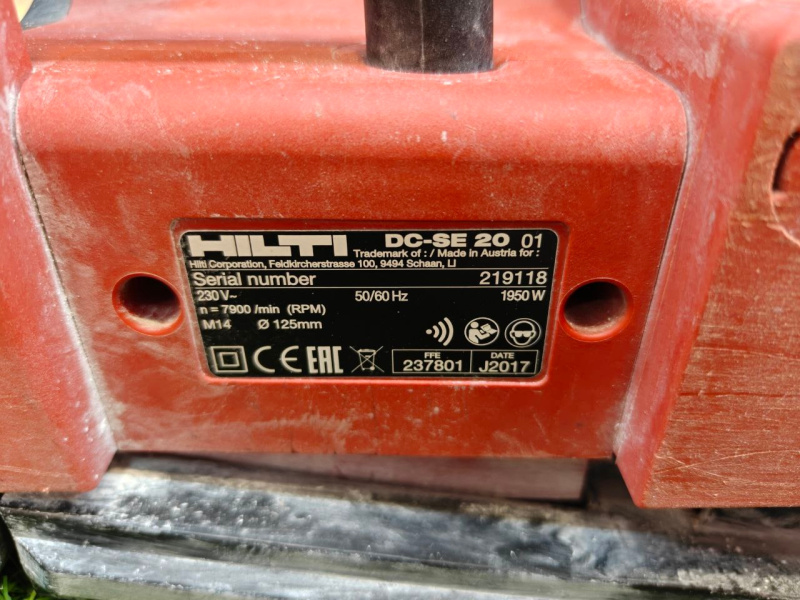 HILTI DC-SE 20 01
Trademark of : / Made in Austria for :
Hilti Corporation, Feldkircherstrasse 100, 9494 Schaan, LI
Serial number 219118
230 V~ 50/60 Hz 1950 W
n = 7900 /min (RPM)
M14 Ø 125mm
CE EAC
FFE DATE
237801 J2017